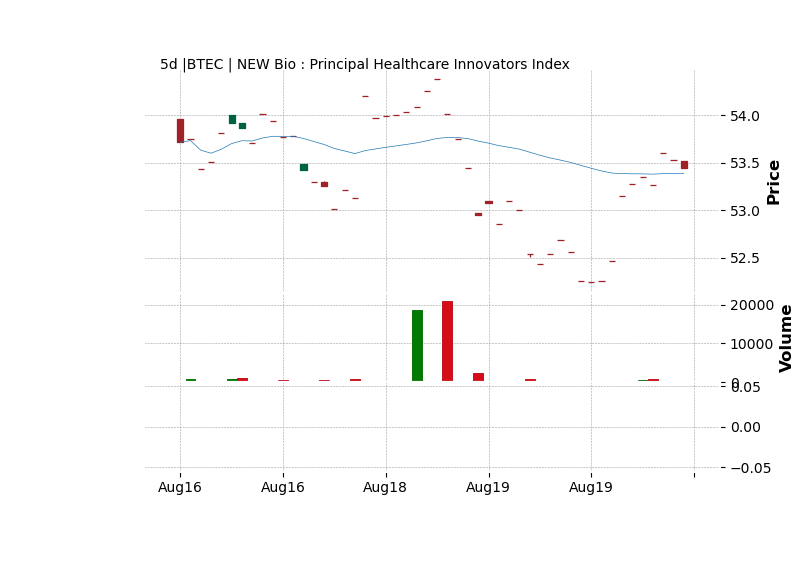 5d |BTEC | NEW Bio : Principal Healthcare Innovators Index
54.0
53.5
53.0
52.5
Price
20000
10000
0
Volume
0.05
0.00
−0.05
Aug16 Aug16 Aug18 Aug19 Aug19